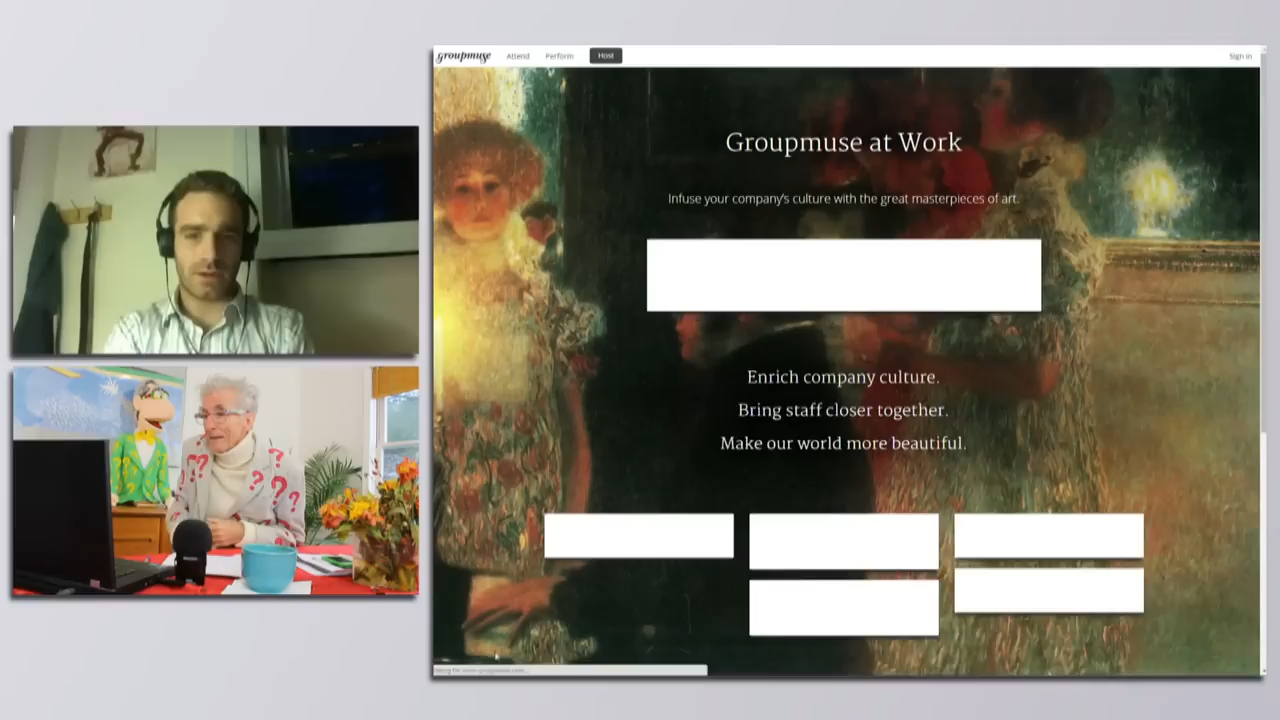 groupmuse Attend Perform Host Sign in
Groupmuse at Work
Infuse your company's culture with the great masterpieces of art.
Enrich company culture.
Bring staff closer together.
Make our world more beautiful.
? ? ? ? ? ? ?